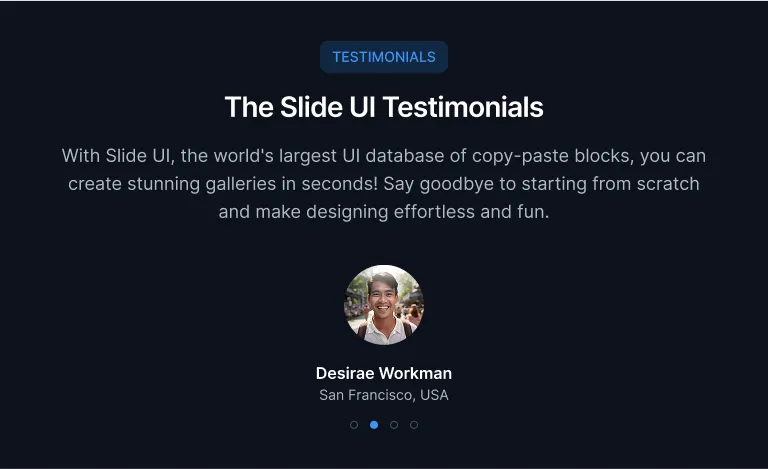 TESTIMONIALS
The Slide UI Testimonials
With Slide UI, the world's largest UI database of copy-paste blocks, you can
create stunning galleries in seconds! Say goodbye to starting from scratch
and make designing effortless and fun.
Desirae Workman
San Francisco, USA